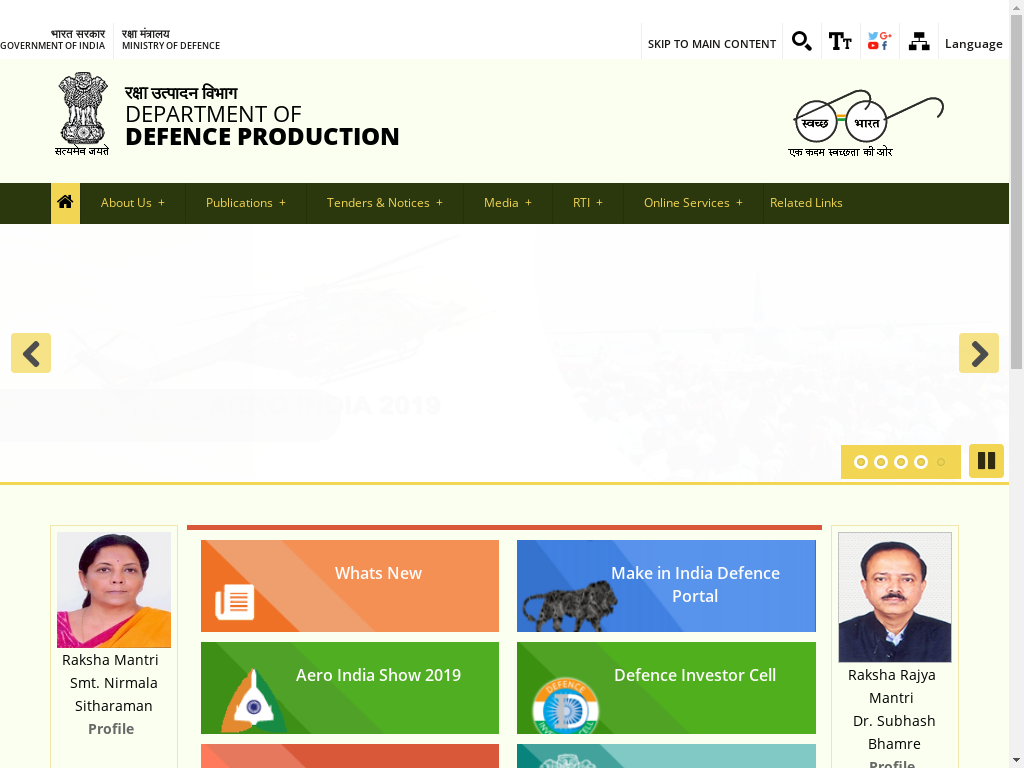 भारत सरकार
GOVERNMENT OF INDIA
रक्षा मंत्रालय
MINISTRY OF DEFENCE
SKIP TO MAIN CONTENT
Language
रक्षा उत्पादन विभाग
DEPARTMENT OF
DEFENCE PRODUCTION
सत्यमेव जयते
स्वच्छ भारत
एक कदम स्वच्छता की ओर
About Us +
Publications +
Tenders & Notices +
Media +
RTI +
Online Services +
Related Links
AERO INDIA 2019
Raksha Mantri
Smt. Nirmala
Sitharaman
Profile
Whats New
Make in India Defence
Portal
Aero India Show 2019
Defence Investor Cell
DEFENCE
INVESTOR CELL
Raksha Rajya
Mantri
Dr. Subhash
Bhamre
Profile